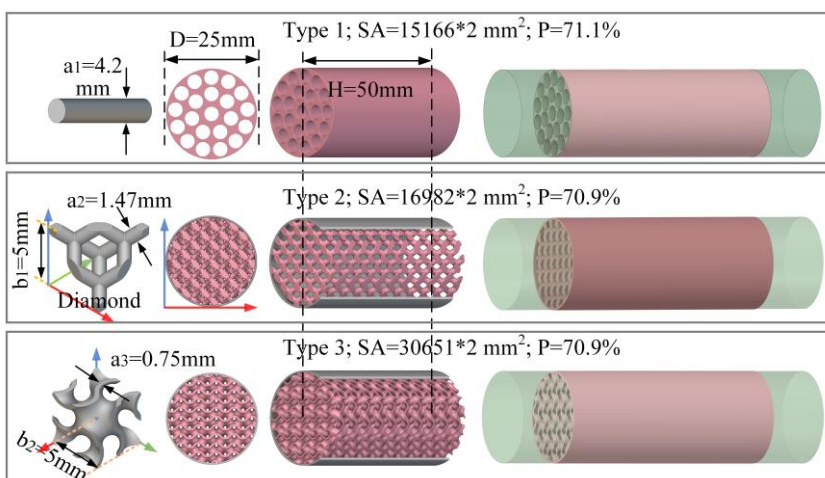 Type 1; SA=15166*2 mm²; P=71.1%
D=25mm
a1=4.2
mm
H=50mm
Type 2; SA=16982*2 mm²; P=70.9%
a2=1.47mm
b1=5mm
Diamond
Type 3; SA=30651*2 mm²; P=70.9%
a3=0.75mm
b2=5mm